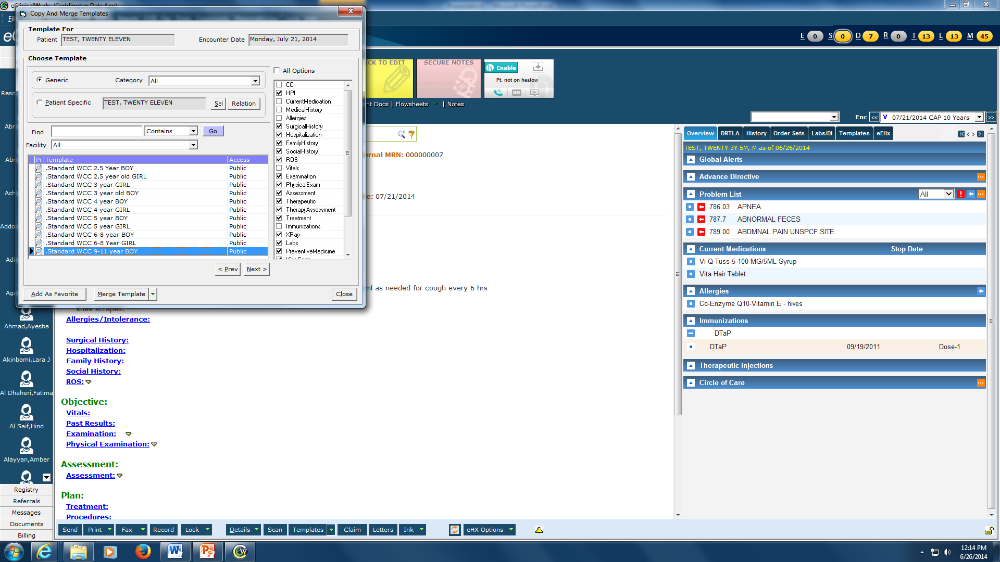 eClinicalWorks (Coddington Dale App)
Copy And Merge Templates
Template For
Patient TEST, TWENTY ELEVEN Encounter Date Monday, July 21, 2014
Choose Template
Generic Category All
Patient Specific TEST, TWENTY ELEVEN Sel Relation
Find Contains Go
Facility All
Pr Template Access
.Standard WCC 2.5 Year BOY Public
.Standard WCC 2.5 year old GIRL Public
.Standard WCC 3 year GIRL Public
.Standard WCC 3 year old BOY Public
.Standard WCC 4 year BOY Public
.Standard WCC 4 year GIRL Public
.Standard WCC 5 year BOY Public
.Standard WCC 5 year GIRL Public
.Standard WCC 6-8 year BOY Public
.Standard WCC 6-8 Year GIRL Public
.Standard WCC 9-11 year BOY Public
< Prev Next >
All Options
CC
HPI
CurrentMedication
MedicalHistory
Allergies
SurgicalHistory
Hospitalization
FamilyHistory
SocialHistory
ROS
Vitals
Examination
PhysicalExam
Assessment
Therapeutic
TherapyAssessment
Treatment
Immunizations
XRay
Labs
PreventiveMedicine
Add As Favorite Merge Template Close
E 0 S 0 D 7 R 0 T 13 L 13 M 45
ICK TO EDIT
SECURE NOTES
Enable
Pt. not on healow
SMS
nt Docs | Flowsheets | Notes
Enc << V 07/21/2014 CAP 10 Years >>
ernal MRN: 000000007
e: 07/21/2014
ml as needed for cough every 6 hrs
knee scrapes.
Allergies/Intolerance:
Surgical History:
Hospitalization:
Family History:
Social History:
ROS:
Objective:
Vitals:
Past Results:
Examination:
Physical Examination:
Assessment:
Assessment:
Plan:
Treatment:
Procedures:
Overview DRTLA History Order Sets Labs/DI Templates eEHx
TEST, TWENTY 3Y 5M, M as of 06/26/2014
Global Alerts
Advance Directive
Problem List All
786.03 APNEA
787.7 ABNORMAL FECES
789.00 ABDMNAL PAIN UNSPCF SITE
Current Medications Stop Date
Vi-Q-Tuss 5-100 MG/5ML Syrup
Vita Hair Tablet
Allergies
Co-Enzyme Q10-Vitamin E - hives
Immunizations
DTaP
DTaP 09/19/2011 Dose-1
Therapeutic Injections
Circle of Care
Reso
Abr
Abr
Ach
Addo
Adi
Aga
Ahmad,Ayesha
Akinbami,Lara J
Al Dhaheri,Fatima
Al Saif,Hind
Alayyan,Amber
Registry
Referrals
Messages
Documents
Billing
Send Print Fax Record Lock Details Scan Templates Claim Letters Ink eHX Options
12:14 PM
6/26/2014